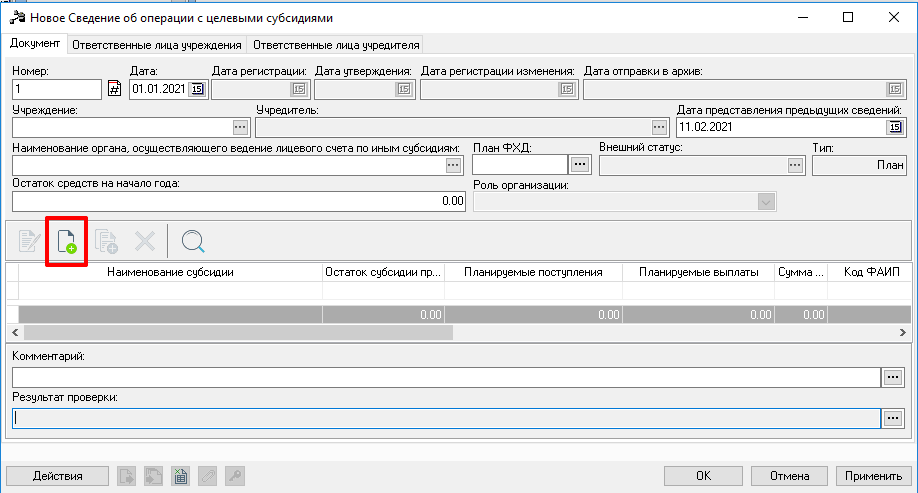 Новое Сведение об операции с целевыми субсидиями
Документ Ответственные лица учреждения Ответственные лица учредителя
Номер: Дата: Дата регистрации: Дата утверждения: Дата регистрации изменения: Дата отправки в архив:
1 01.01.2021
Учреждение: Учредитель: Дата представления предыдущих сведений:
11.02.2021
Наименование органа, осуществляющего ведение лицевого счета по иным субсидиям: План ФХД: Внешний статус: Тип:
План
Остаток средств на начало года: Роль организации:
0.00
Наименование субсидии Остаток субсидии пр... Планируемые поступления Планируемые выплаты Сумма ... Код ФАИП
0.00 0.00 0.00 0.00
Комментарий:
Результат проверки:
Действия OK Отмена Применить